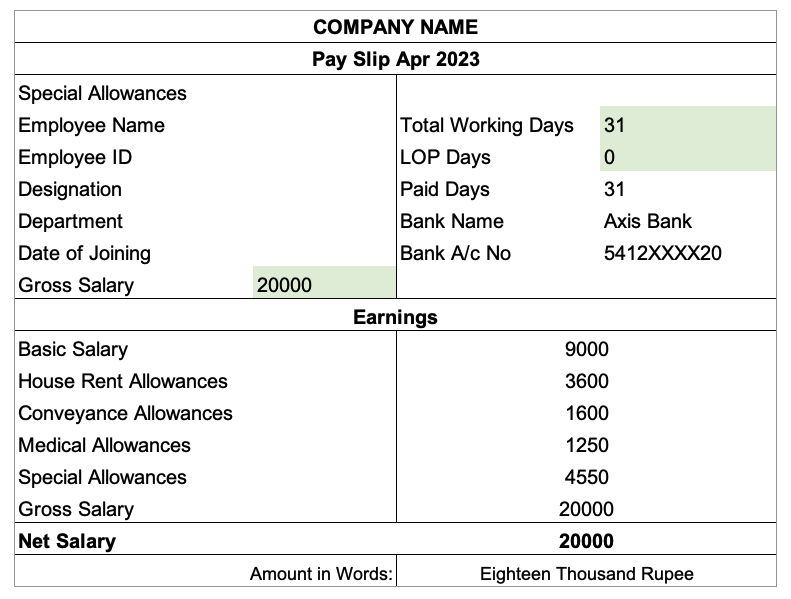 COMPANY NAME
Pay Slip Apr 2023
Special Allowances
Employee Name Total Working Days 31
Employee ID LOP Days 0
Designation Paid Days 31
Department Bank Name Axis Bank
Date of Joining Bank A/c No 5412XXXX20
Gross Salary 20000
Earnings
Basic Salary 9000
House Rent Allowances 3600
Conveyance Allowances 1600
Medical Allowances 1250
Special Allowances 4550
Gross Salary 20000
Net Salary 20000
Amount in Words: Eighteen Thousand Rupee